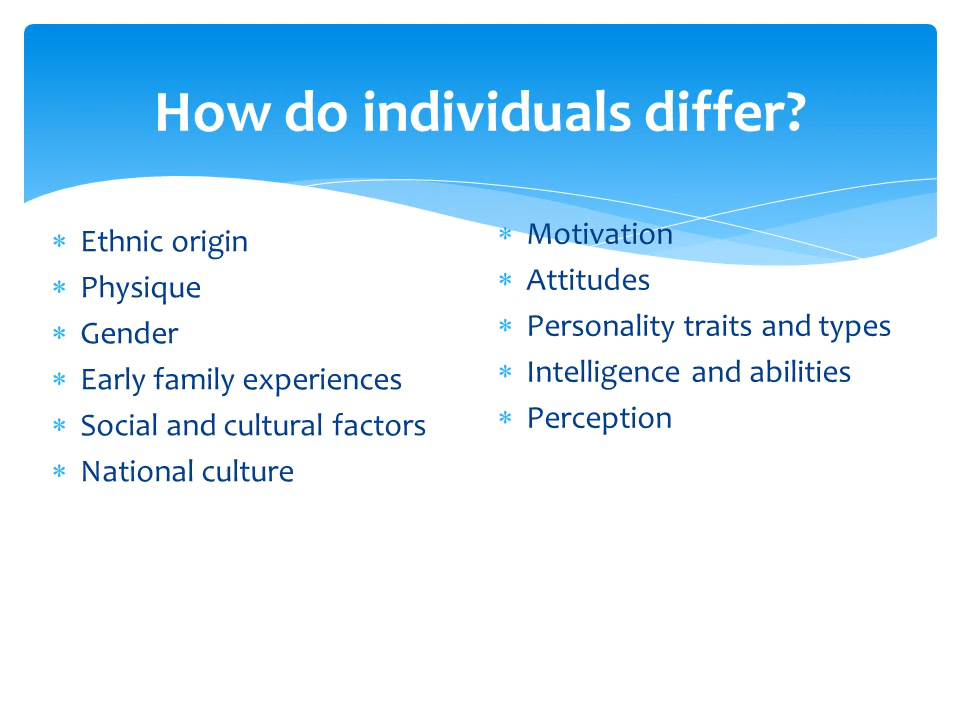 How do individuals differ?
* Ethnic origin
* Physique
* Gender
* Early family experiences
* Social and cultural factors
* National culture
* Motivation
* Attitudes
* Personality traits and types
* Intelligence and abilities
* Perception